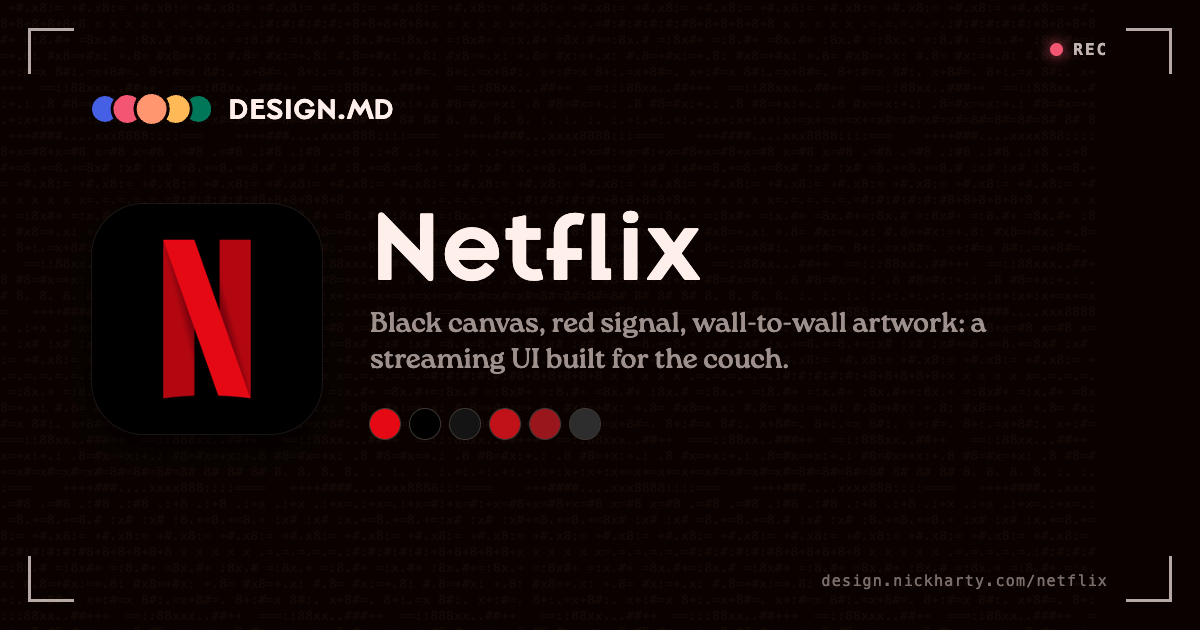 REC
DESIGN.MD
N
Netflix
Black canvas, red signal, wall-to-wall artwork: a
streaming UI built for the couch.
design.nickharty.com/netflix